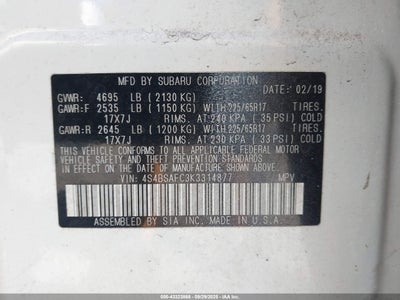 MFD BY SUBARU CORPORATION
DATE: 02/19
GVWR: 4695 LB (2130 KG)
GAWR:F 2535 LB (1150 KG) WITH 225/65R17 TIRES.
17X7J RIMS. AT 240 KPA (35 PSI) COLD
GAWR:R 2645 LB (1200 KG) WITH 225/65R17 TIRES.
17X7J RIMS. AT 230 KPA (33 PSI) COLD
THIS VEHICLE CONFORMS TO ALL APPLICABLE FEDERAL MOTOR
VEHICLE SAFETY AND THEFT PREVENTION STANDARDS IN
EFFECT ON THE DATE OF MANUFACTURE SHOWN ABOVE.
VIN: 4S4BSAFC3K3314877 MPV
ASSEMBLED BY SIA INC. MADE IN U.S.A.